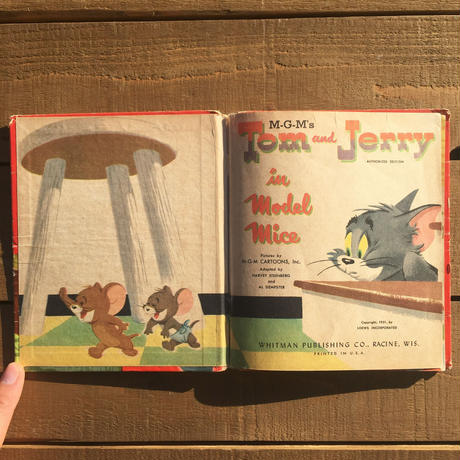 M-G-M's
Tom and Jerry
AUTHORIZED EDITION
in
Model
Mice
Pictures by
M-G-M CARTOONS, Inc.
Adapted by
HARVEY EISENBERG
and
AL DEMPSTER
Copyright, 1951, by
LOEWS INCORPORATED
WHITMAN PUBLISHING CO., RACINE, WIS.
PRINTED IN U.S.A.